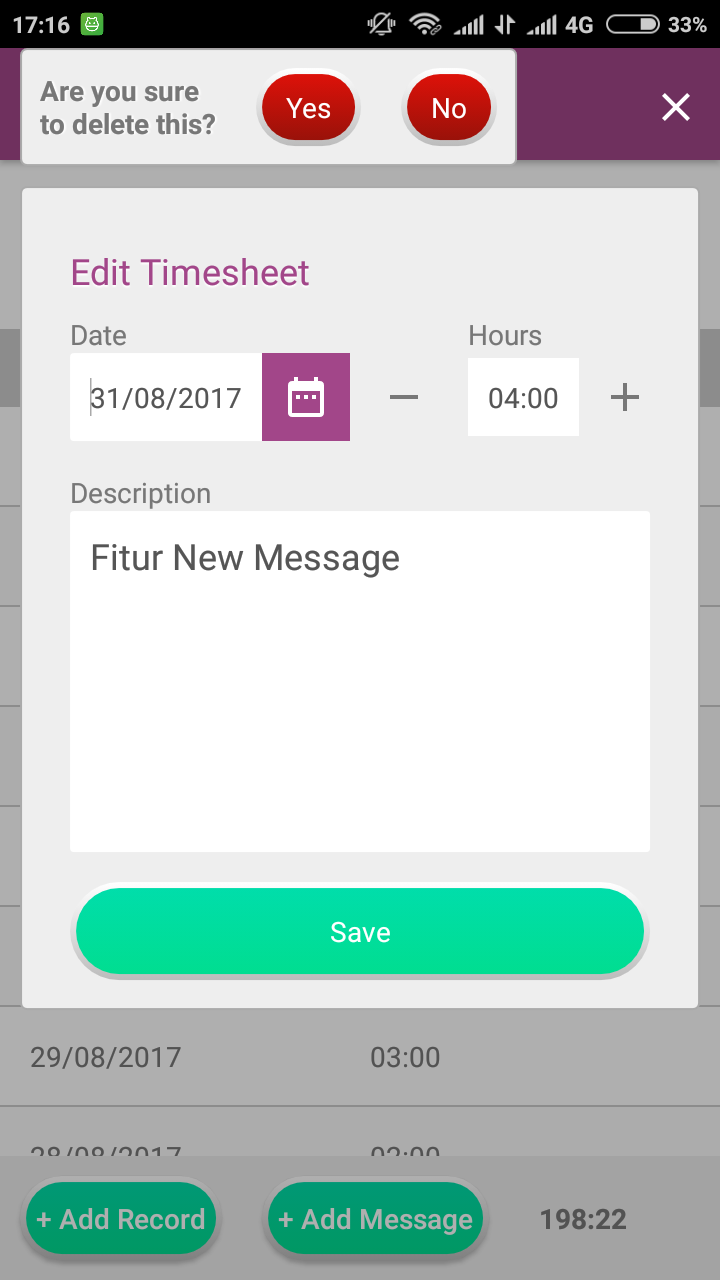 17:16 4G 33%
Are you sure
to delete this?
Yes
No
Edit Timesheet
Date
Hours
31/08/2017
04:00
Description
Fitur New Message
Save
29/08/2017 03:00
28/08/2017 02:00
+ Add Record
+ Add Message
198:22